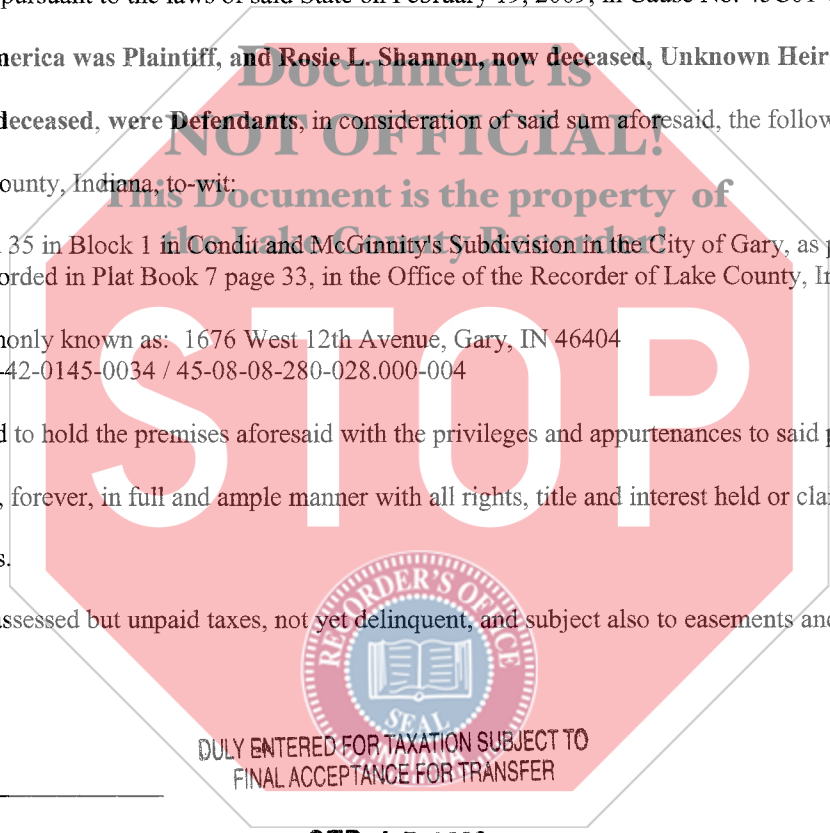 pursuant to the laws of said State on February
merica was Plaintiff, and Rosie L. Shannon, now deceased, Unknown Heir
Document is
deceased, were Defendants, in consideration of said sum aforesaid, the follow
NOT OFFICIAL!
ounty, Indiana, to-wit:
This Document is the property of
the Lake County Recorder!
35 in Block 1 in Condit and McGinnity's Subdivision in the City of Gary, as p
orded in Plat Book 7 page 33, in the Office of the Recorder of Lake County, In
monly known as: 1676 West 12th Avenue, Gary, IN 46404
-42-0145-0034 / 45-08-08-280-028.000-004
STOP
d to hold the premises aforesaid with the privileges and appurtenances to said p
, forever, in full and ample manner with all rights, title and interest held or clai
s.
assessed but unpaid taxes, not yet delinquent, and subject also to easements and
RECORDER'S OFFICE
SEAL
INDIANA
DULY ENTERED FOR TAXATION SUBJECT TO
FINAL ACCEPTANCE FOR TRANSFER